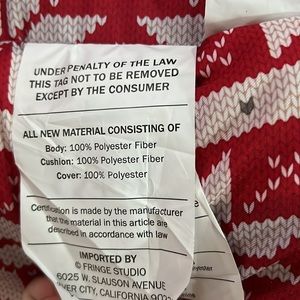 UNDER PENALTY OF THE LAW
THIS TAG NOT TO BE REMOVED
EXCEPT BY THE CONSUMER
ALL NEW MATERIAL CONSISTING OF
Body: 100% Polyester Fiber
Cushion: 100% Polyester Fiber
Cover: 100% Polyester
Certification is made by the manufacturer
that the material in this article are
described in accordance with law
IMPORTED BY
© FRINGE STUDIO
6025 W. SLAUSON AVENUE
CITY, CALIFORNIA